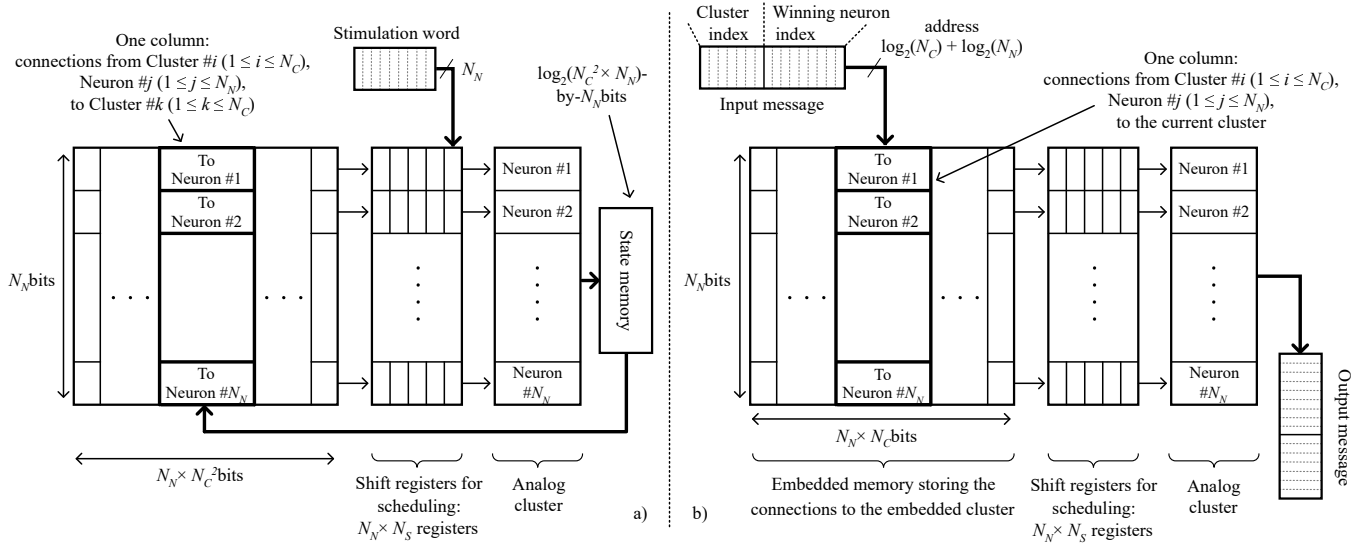 Stimulation word
One column:
connections from Cluster #i (1 ≤ i ≤ N_C),
Neuron #j (1 ≤ j ≤ N_N),
to Cluster #k (1 ≤ k ≤ N_C)
N_N
log₂(N_C² × N_N)-
by-N_N bits
To
Neuron #1
To
Neuron #2
To
Neuron #N_N
N_N bits
Neuron #1
Neuron #2
Neuron
#N_N
State memory
N_N × N_C² bits
Shift registers for
scheduling:
N_N × N_S registers
Analog
cluster
a)
Cluster
index
Winning neuron
index
address
log₂(N_C) + log₂(N_N)
Input message
One column:
connections from Cluster #i (1 ≤ i ≤ N_C),
Neuron #j (1 ≤ j ≤ N_N),
to the current cluster
To
Neuron #1
To
Neuron #2
To
Neuron #N_N
N_N bits
Neuron #1
Neuron #2
Neuron
#N_N
Output message
N_N × N_C bits
Embedded memory storing the
connections to the embedded cluster
Shift registers for
scheduling:
N_N × N_S registers
Analog
cluster
b)